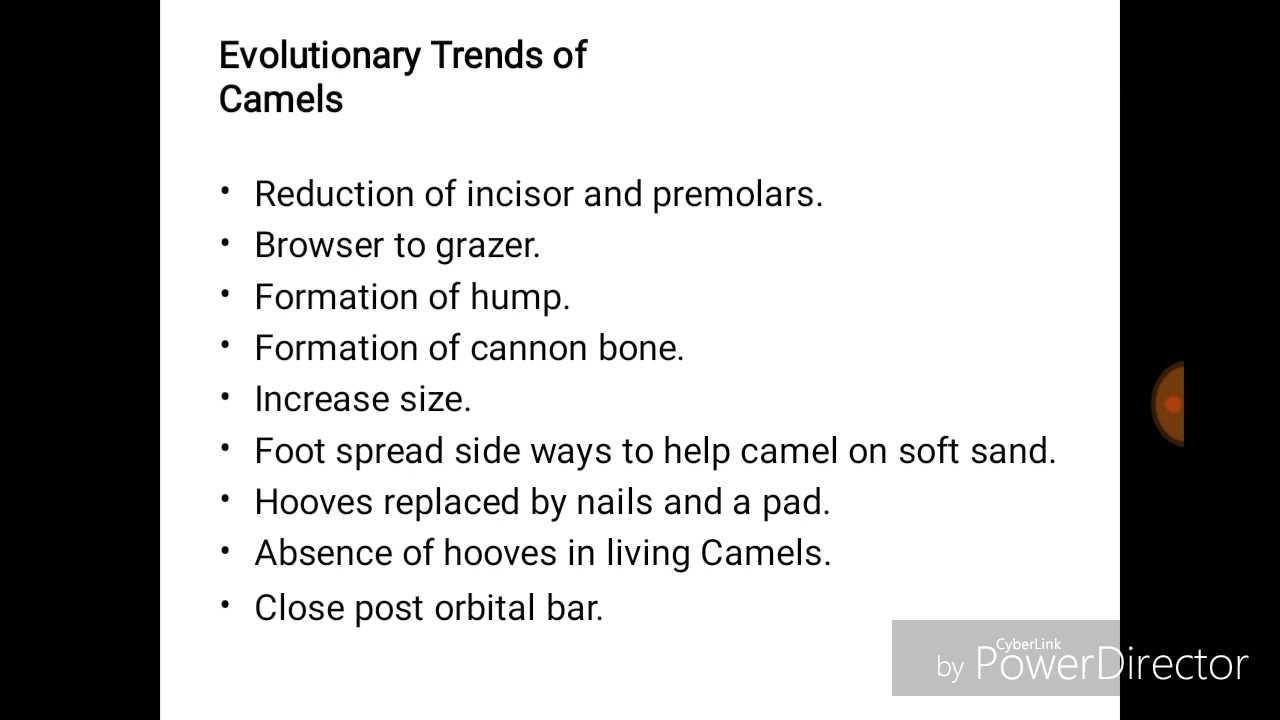 Evolutionary Trends of
Camels
• Reduction of incisor and premolars.
• Browser to grazer.
• Formation of hump.
• Formation of cannon bone.
• Increase size.
• Foot spread side ways to help camel on soft sand.
• Hooves replaced by nails and a pad.
• Absence of hooves in living Camels.
• Close post orbital bar.
CyberLink
by PowerDirector